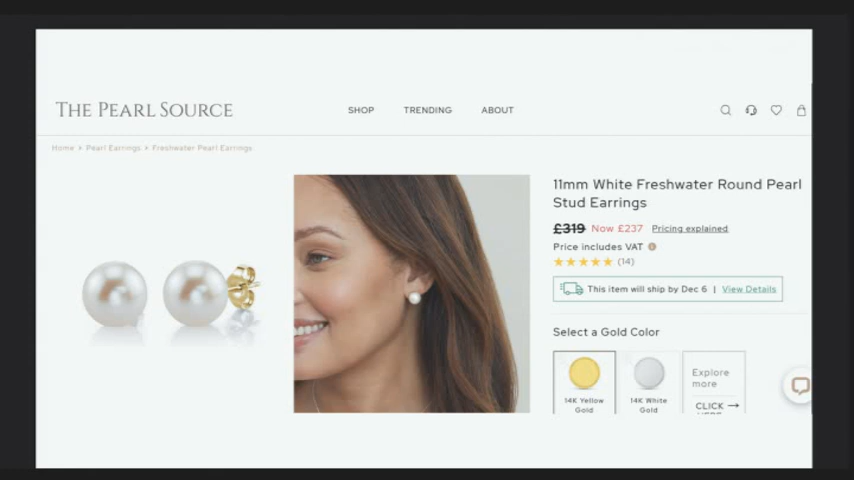 THE PEARL SOURCE
SHOP
TRENDING
ABOUT
Home > Pearl Earrings > Freshwater Pearl Earrings
11mm White Freshwater Round Pearl
Stud Earrings
£319 Now £237 Pricing explained
Price includes VAT
(14)
This item will ship by Dec 6 | View Details
Select a Gold Color
14K Yellow
Gold
14K White
Gold
Explore
more
CLICK →
HERE